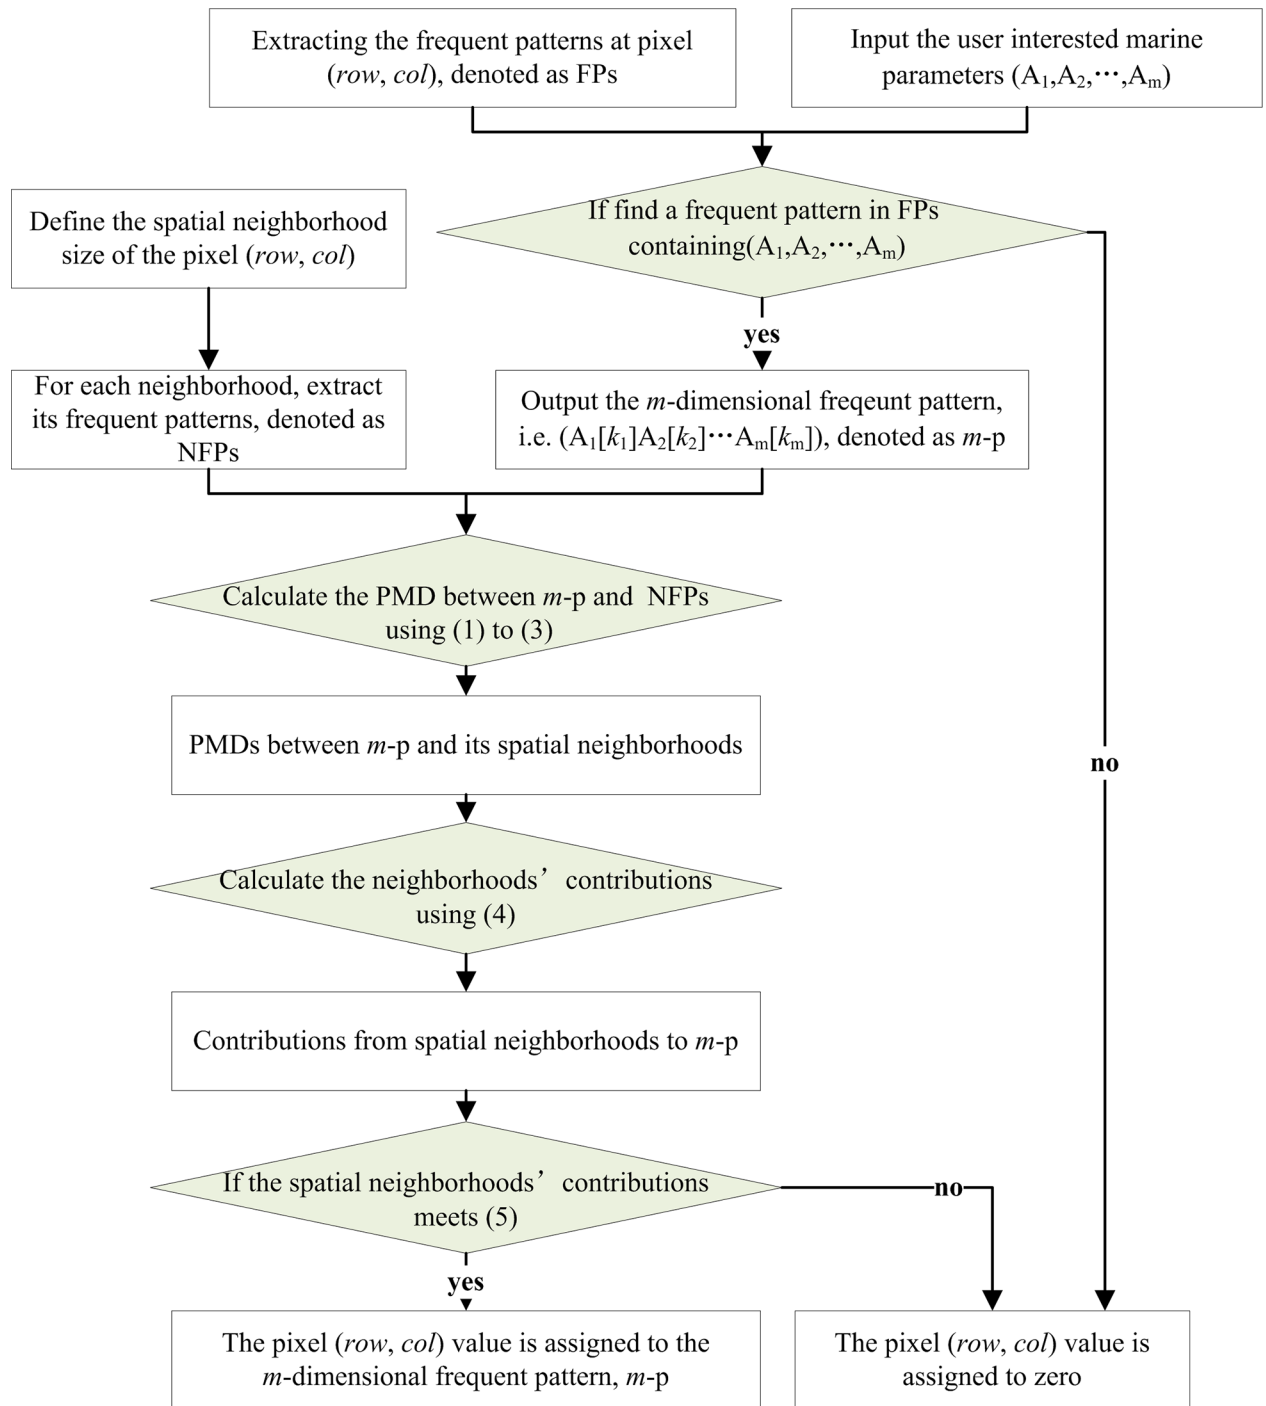 Extracting the frequent patterns at pixel
(row, col), denoted as FPs
Input the user interested marine
parameters (A1,A2,⋯,Am)
If find a frequent pattern in FPs
containing(A1,A2,⋯,Am)
Define the spatial neighborhood
size of the pixel (row, col)
yes
For each neighborhood, extract
its frequent patterns, denoted as
NFPs
Output the m-dimensional freqeunt pattern,
i.e. (A1[k1]A2[k2]⋯Am[km]), denoted as m-p
Calculate the PMD between m-p and NFPs
using (1) to (3)
PMDs between m-p and its spatial neighborhoods
no
Calculate the neighborhoods’ contributions
using (4)
Contributions from spatial neighborhoods to m-p
If the spatial neighborhoods’ contributions
meets (5)
no
yes
The pixel (row, col) value is assigned to the
m-dimensional frequent pattern, m-p
The pixel (row, col) value is
assigned to zero